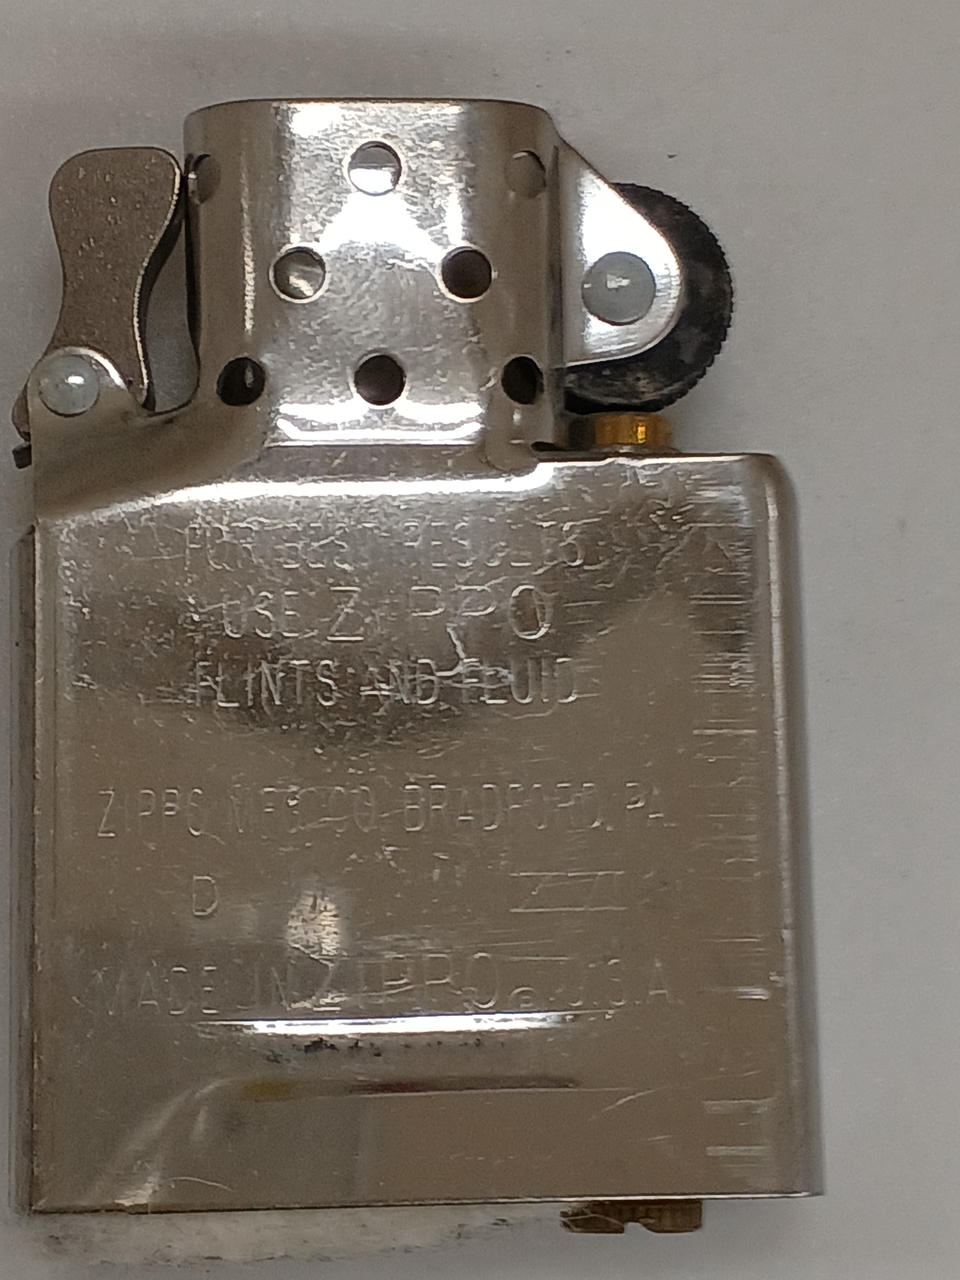 FOR BEST RESULTS
USE ZIPPO
FLINTS AND FLUID
ZIPPO MFG. CO. BRADFORD, PA.
D
MADE IN ZIPPO ® U.S.A.